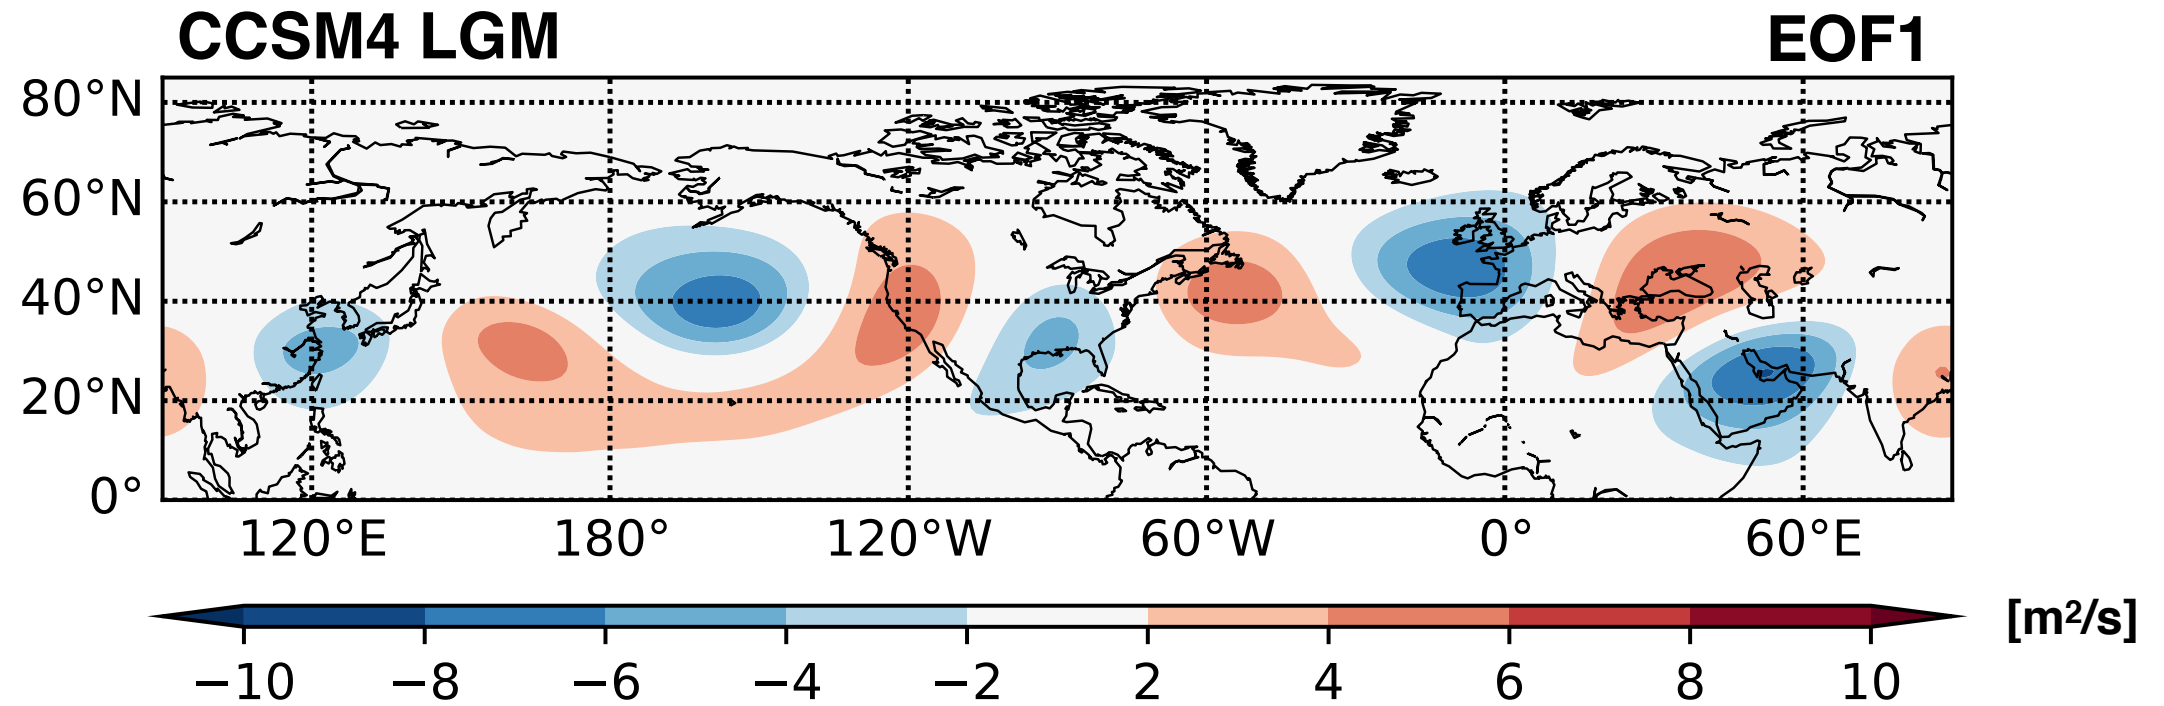 CCSM4 LGM EOF1
80°N
60°N
40°N
20°N
0°
120°E 180° 120°W 60°W 0° 60°E
[m²/s]
−10 −8 −6 −4 −2 2 4 6 8 10